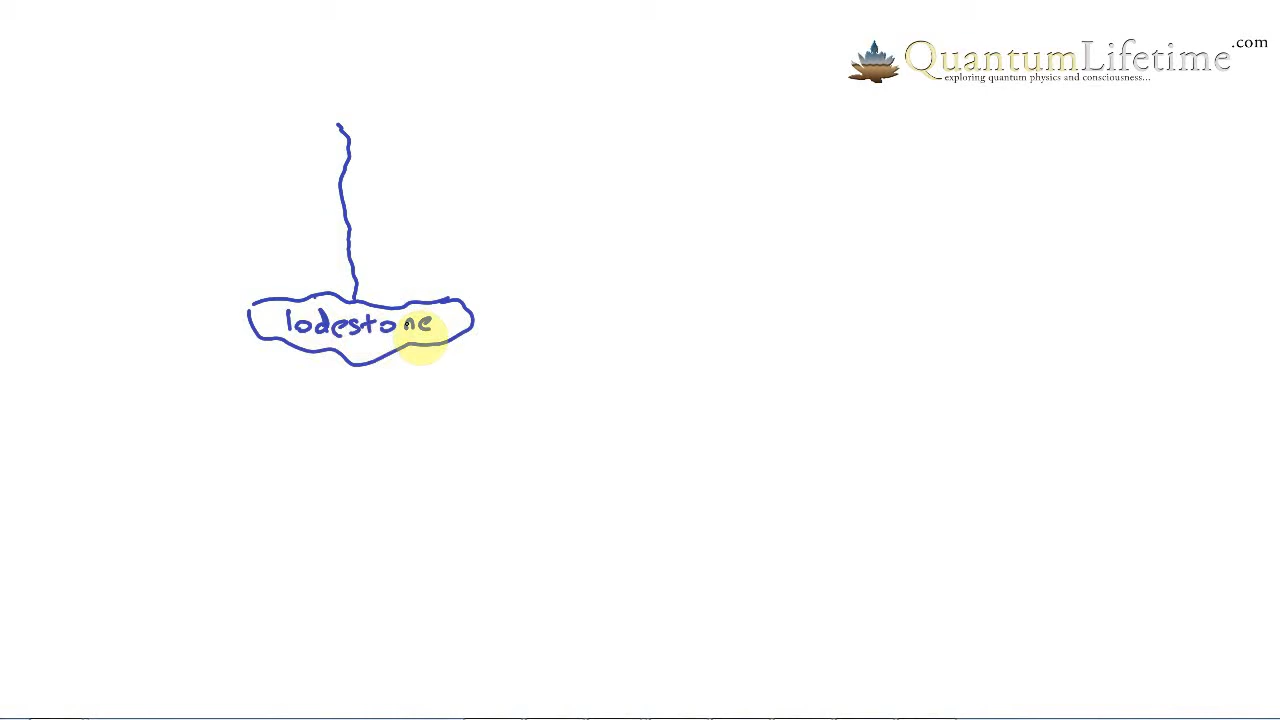 .com
QuantumLifetime
exploring quantum physics and consciousness...
lodestone